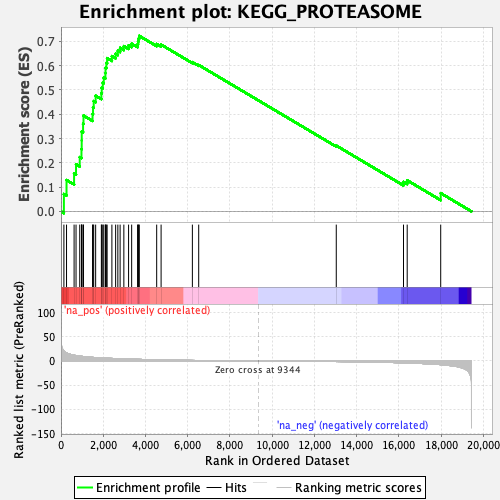 Enrichment plot: KEGG_PROTEASOME
Enrichment score (ES)
0.7
0.6
0.5
0.4
0.3
0.2
0.1
0.0
'na_pos' (positively correlated)
Ranked list metric (PreRanked)
100
50
0
-50
-100
-150
Zero cross at 9344
'na_neg' (negatively correlated)
0
2,000
4,000
6,000
8,000
10,000
12,000
14,000
16,000
18,000
20,000
Rank in Ordered Dataset
Enrichment profile
Hits
Ranking metric scores